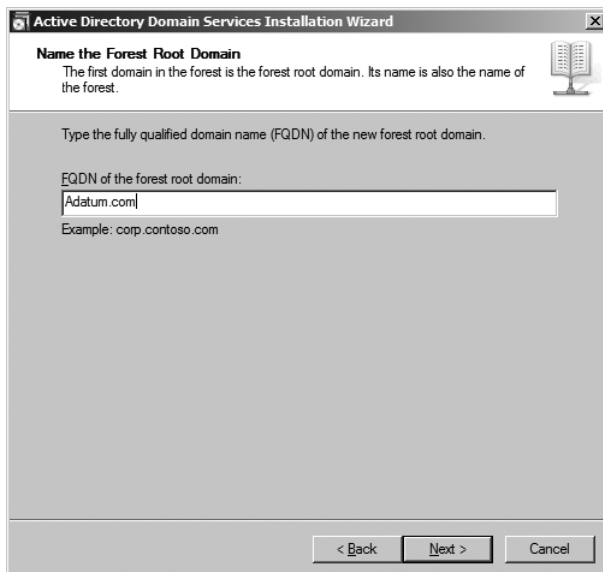 Active Directory Domain Services Installation Wizard
Name the Forest Root Domain
The first domain in the forest is the forest root domain. Its name is also the name of
the forest.
Type the fully qualified domain name (FQDN) of the new forest root domain.
FQDN of the forest root domain:
Adatum.com
Example: corp.contoso.com
< Back Next > Cancel